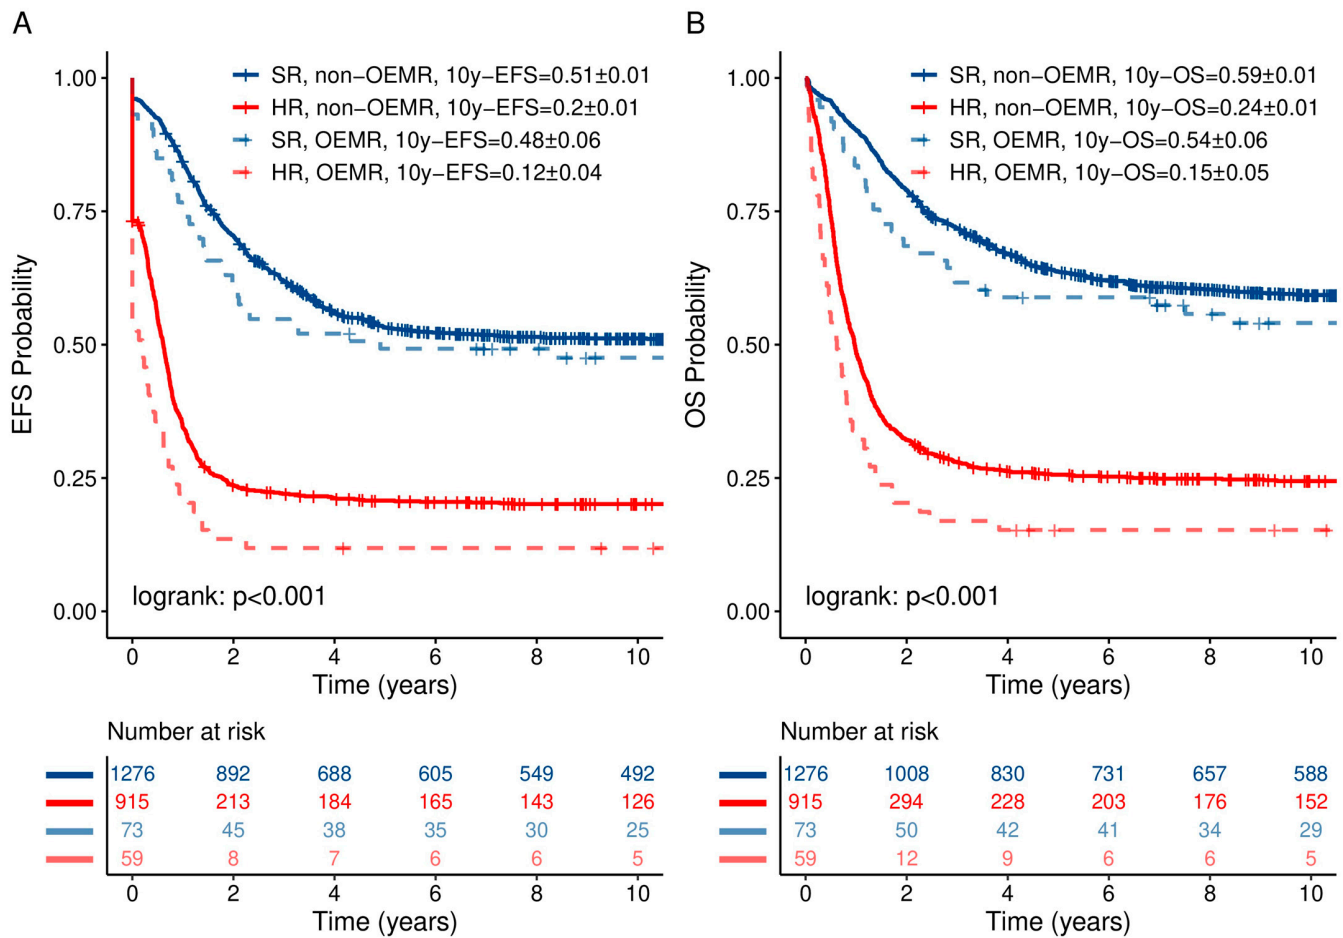 A
EFS Probability
1.00
0.75
0.50
0.25
0.00
SR, non−OEMR, 10y−EFS=0.51±0.01
HR, non−OEMR, 10y−EFS=0.2±0.01
SR, OEMR, 10y−EFS=0.48±0.06
HR, OEMR, 10y−EFS=0.12±0.04
logrank: p<0.001
0 2 4 6 8 10
Time (years)
Number at risk
1276 892 688 605 549 492
915 213 184 165 143 126
73 45 38 35 30 25
59 8 7 6 6 5
0 2 4 6 8 10
Time (years)
B
OS Probability
1.00
0.75
0.50
0.25
0.00
SR, non−OEMR, 10y−OS=0.59±0.01
HR, non−OEMR, 10y−OS=0.24±0.01
SR, OEMR, 10y−OS=0.54±0.06
HR, OEMR, 10y−OS=0.15±0.05
logrank: p<0.001
0 2 4 6 8 10
Time (years)
Number at risk
1276 1008 830 731 657 588
915 294 228 203 176 152
73 50 42 41 34 29
59 12 9 6 6 5
0 2 4 6 8 10
Time (years)